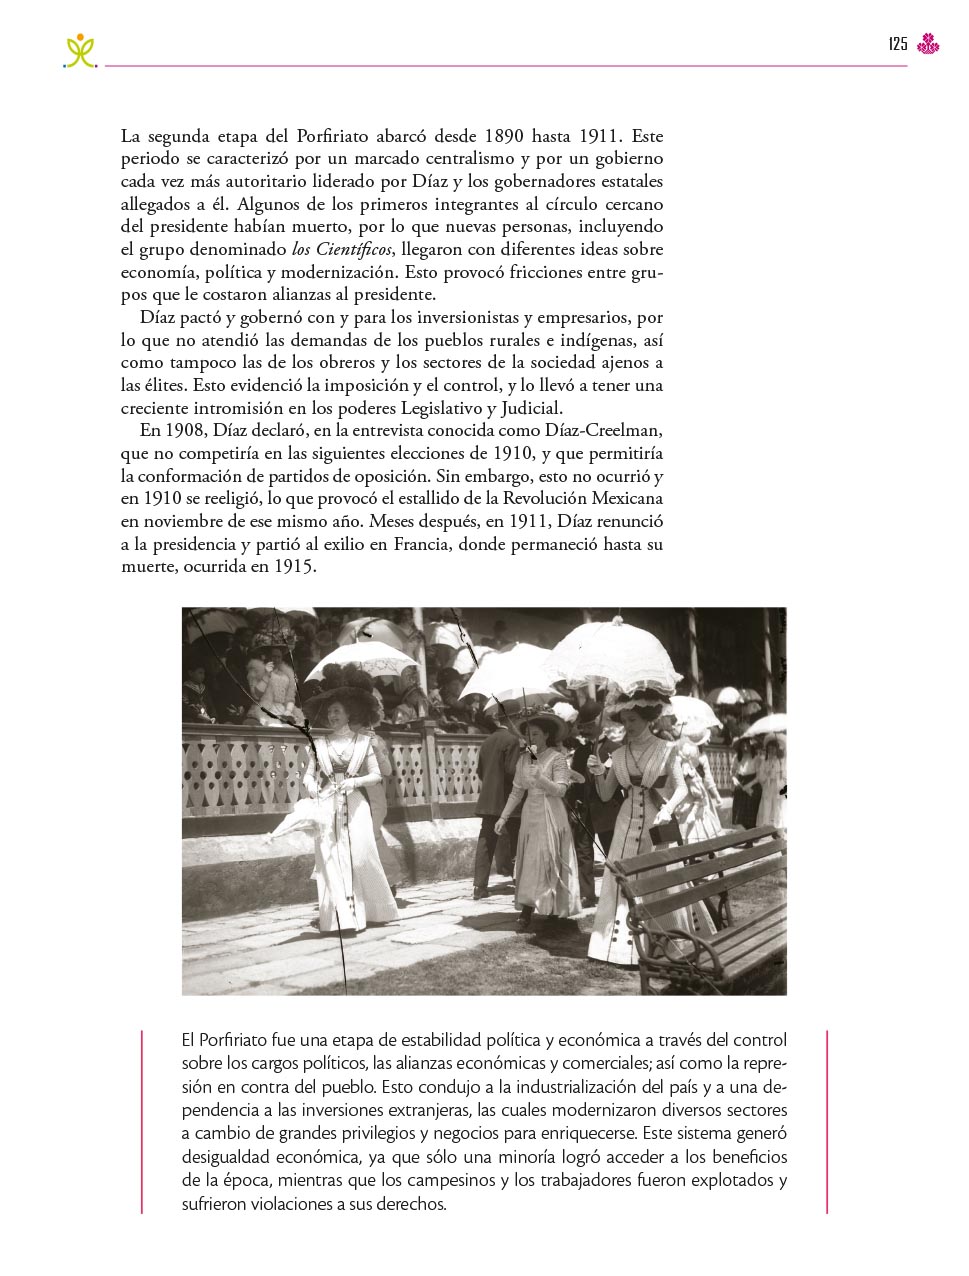 125
La segunda etapa del Porfiriato abarcó desde 1890 hasta 1911. Este
periodo se caracterizó por un marcado centralismo y por un gobierno
cada vez más autoritario liderado por Díaz y los gobernadores estatales
allegados a él. Algunos de los primeros integrantes al círculo cercano
del presidente habían muerto, por lo que nuevas personas, incluyendo
el grupo denominado los Científicos, llegaron con diferentes ideas sobre
economía, política y modernización. Esto provocó fricciones entre gru-
pos que le costaron alianzas al presidente.
Díaz pactó y gobernó con y para los inversionistas y empresarios, por
lo que no atendió las demandas de los pueblos rurales e indígenas, así
como tampoco las de los obreros y los sectores de la sociedad ajenos a
las élites. Esto evidenció la imposición y el control, y lo llevó a tener una
creciente intromisión en los poderes Legislativo y Judicial.
En 1908, Díaz declaró, en la entrevista conocida como Díaz-Creelman,
que no competiría en las siguientes elecciones de 1910, y que permitiría
la conformación de partidos de oposición. Sin embargo, esto no ocurrió y
en 1910 se reeligió, lo que provocó el estallido de la Revolución Mexicana
en noviembre de ese mismo año. Meses después, en 1911, Díaz renunció
a la presidencia y partió al exilio en Francia, donde permaneció hasta su
muerte, ocurrida en 1915.
El Porfiriato fue una etapa de estabilidad política y económica a través del control
sobre los cargos políticos, las alianzas económicas y comerciales; así como la repre-
sión en contra del pueblo. Esto condujo a la industrialización del país y a una de-
pendencia a las inversiones extranjeras, las cuales modernizaron diversos sectores
a cambio de grandes privilegios y negocios para enriquecerse. Este sistema generó
desigualdad económica, ya que sólo una minoría logró acceder a los beneficios
de la época, mientras que los campesinos y los trabajadores fueron explotados y
sufrieron violaciones a sus derechos.